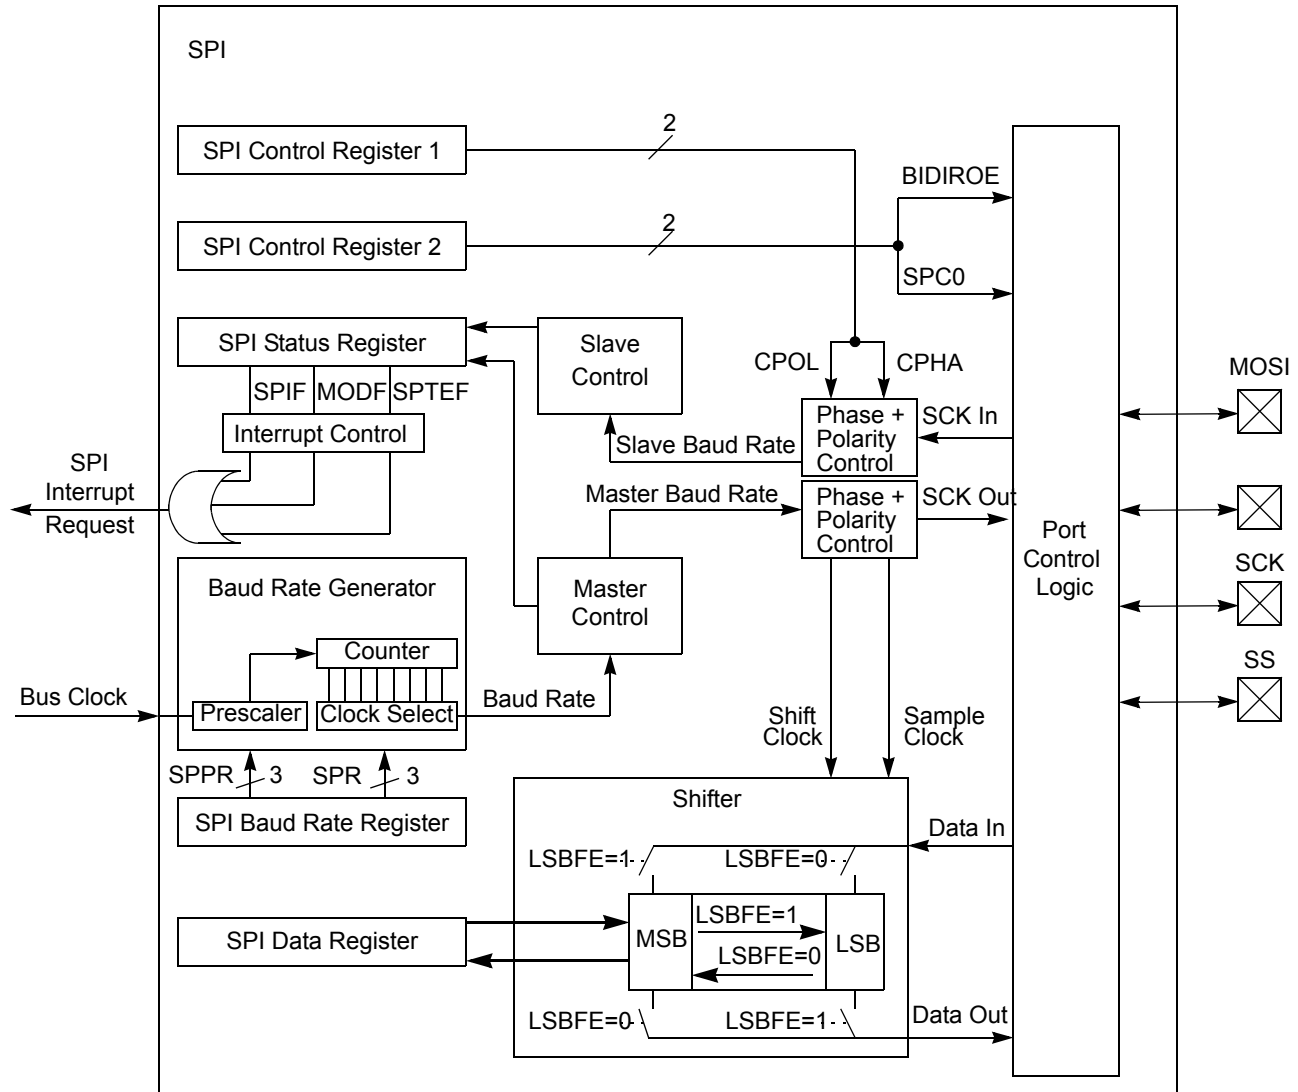 SPI
SPI Control Register 1
2
BIDIROE
SPI Control Register 2
2
SPC0
SPI Status Register
Slave
Control
CPOL
CPHA
MOSI
SPIF
MODF
SPTEF
Interrupt Control
Phase +
Polarity
Control
SCK In
Slave Baud Rate
SPI
Interrupt
Request
Master Baud Rate
Phase +
Polarity
Control
SCK Out
Port
Control
Logic
SCK
Baud Rate Generator
Master
Control
Counter
SS
Bus Clock
Prescaler
Clock Select
Baud Rate
Shift
Clock
Sample
Clock
SPPR
3
SPR
3
SPI Baud Rate Register
Shifter
Data In
LSBFE=1
LSBFE=0
SPI Data Register
MSB
LSBFE=1
LSBFE=0
LSB
LSBFE=0
LSBFE=1
Data Out